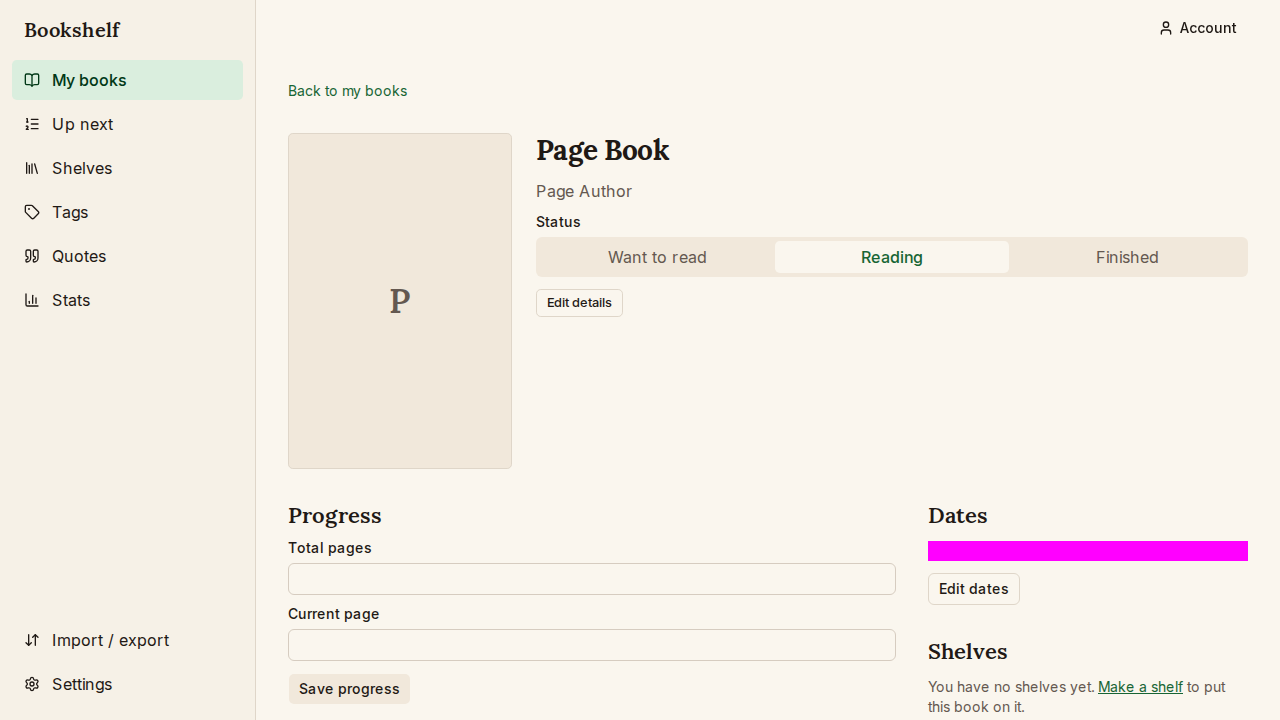 Bookshelf
Account
My books
Up next
Shelves
Tags
Quotes
Stats
Import / export
Settings
Back to my books
P
Page Book
Page Author
Status
Want to read
Reading
Finished
Edit details
Progress
Total pages
Current page
Save progress
Dates
Edit dates
Shelves
You have no shelves yet. Make a shelf to put
this book on it.